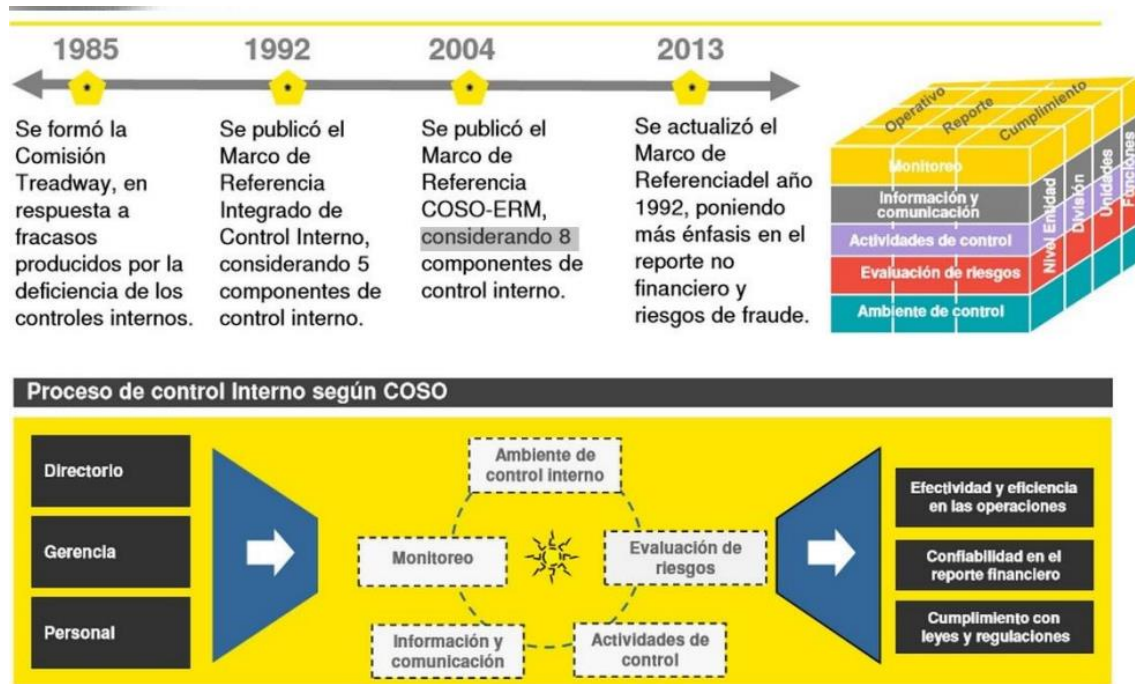 1985
Se formó la
Comisión
Treadway, en
respuesta a
fracasos
producidos por la
deficiencia de los
controles internos.
1992
Se publicó el
Marco de
Referencia
Integrado de
Control Interno,
considerando 5
componentes de
control interno.
2004
Se publicó el
Marco de
Referencia
COSO-ERM,
considerando 8
componentes de
control interno.
2013
Se actualizó el
Marco de
Referenciadel año
1992, poniendo
más énfasis en el
reporte no
financiero y
riesgos de fraude.
Operativo
Reporte
Cumplimiento
Monitoreo
Información y
comunicación
Actividades de control
Evaluación de riesgos
Ambiente de control
Nivel Entidad
División
Unidades
Funciones
Proceso de control Interno según COSO
Directorio
Gerencia
Personal
Ambiente de
control interno
Monitoreo
Evaluación de
riesgos
Información y
comunicación
Actividades de
control
Efectividad y eficiencia
en las operaciones
Confiabilidad en el
reporte financiero
Cumplimiento con
leyes y regulaciones